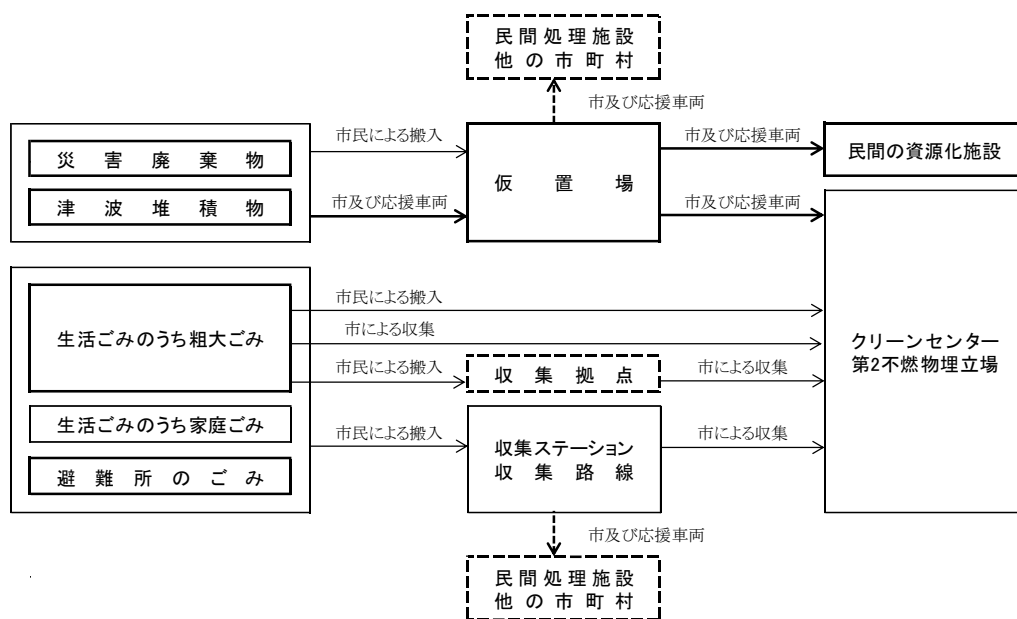 民間処理施設
他の市町村
市及び応援車両
市民による搬入
市及び応援車両
災害廃棄物
仮置場
民間の資源化施設
津波堆積物
市及び応援車両
市及び応援車両
市民による搬入
生活ごみのうち粗大ごみ
市による収集
クリーンセンター
第2不燃物埋立場
市民による搬入
収集拠点
市による収集
生活ごみのうち家庭ごみ
市民による搬入
収集ステーション
収集路線
市による収集
避難所のごみ
市及び応援車両
民間処理施設
他の市町村